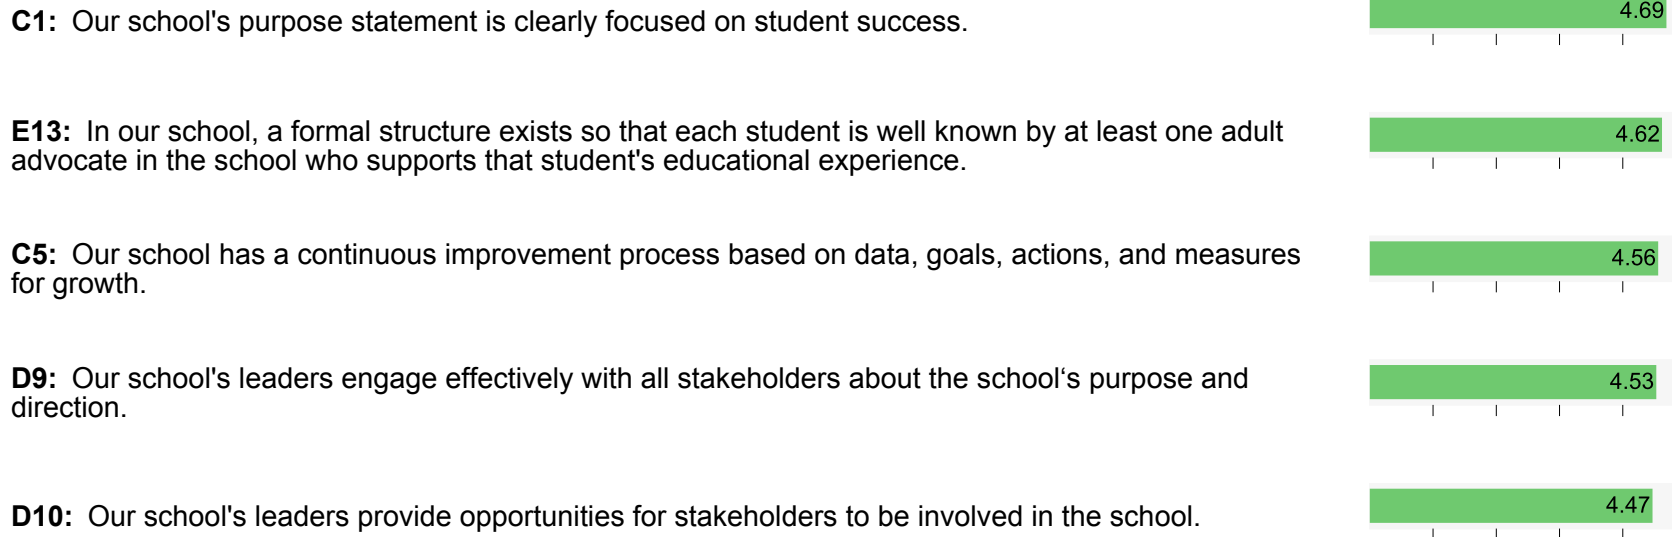 C1: Our school's purpose statement is clearly focused on student success.
4.69
E13: In our school, a formal structure exists so that each student is well known by at least one adult
advocate in the school who supports that student's educational experience.
4.62
C5: Our school has a continuous improvement process based on data, goals, actions, and measures
for growth.
4.56
D9: Our school's leaders engage effectively with all stakeholders about the school‘s purpose and
direction.
4.53
D10: Our school's leaders provide opportunities for stakeholders to be involved in the school.
4.47